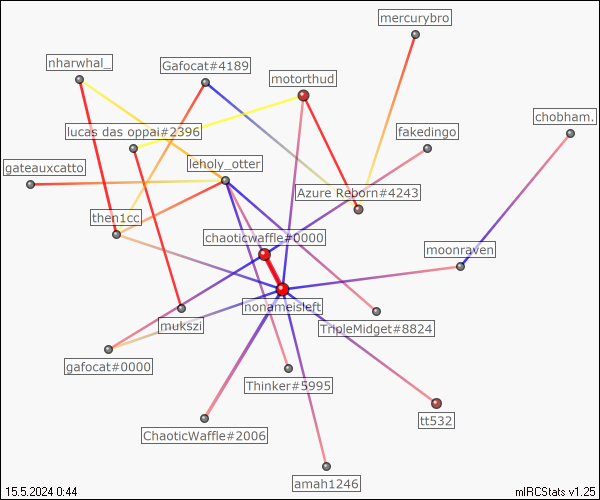 mercurybro
nharwhal_
Gafocat#4189
motorthud
chobham.
lucas das oppai#2396
fakedingo
gateauxcatto
leholy_otter
Azure Reborn#4243
then1cc
chaoticwaffle#0000
moonraven
nonameisleft
mukszi
TripleMidget#8824
gafocat#0000
Thinker#5995
tt532
ChaoticWaffle#2006
amah1246
15.5.2024 0:44
mIRCStats v1.25